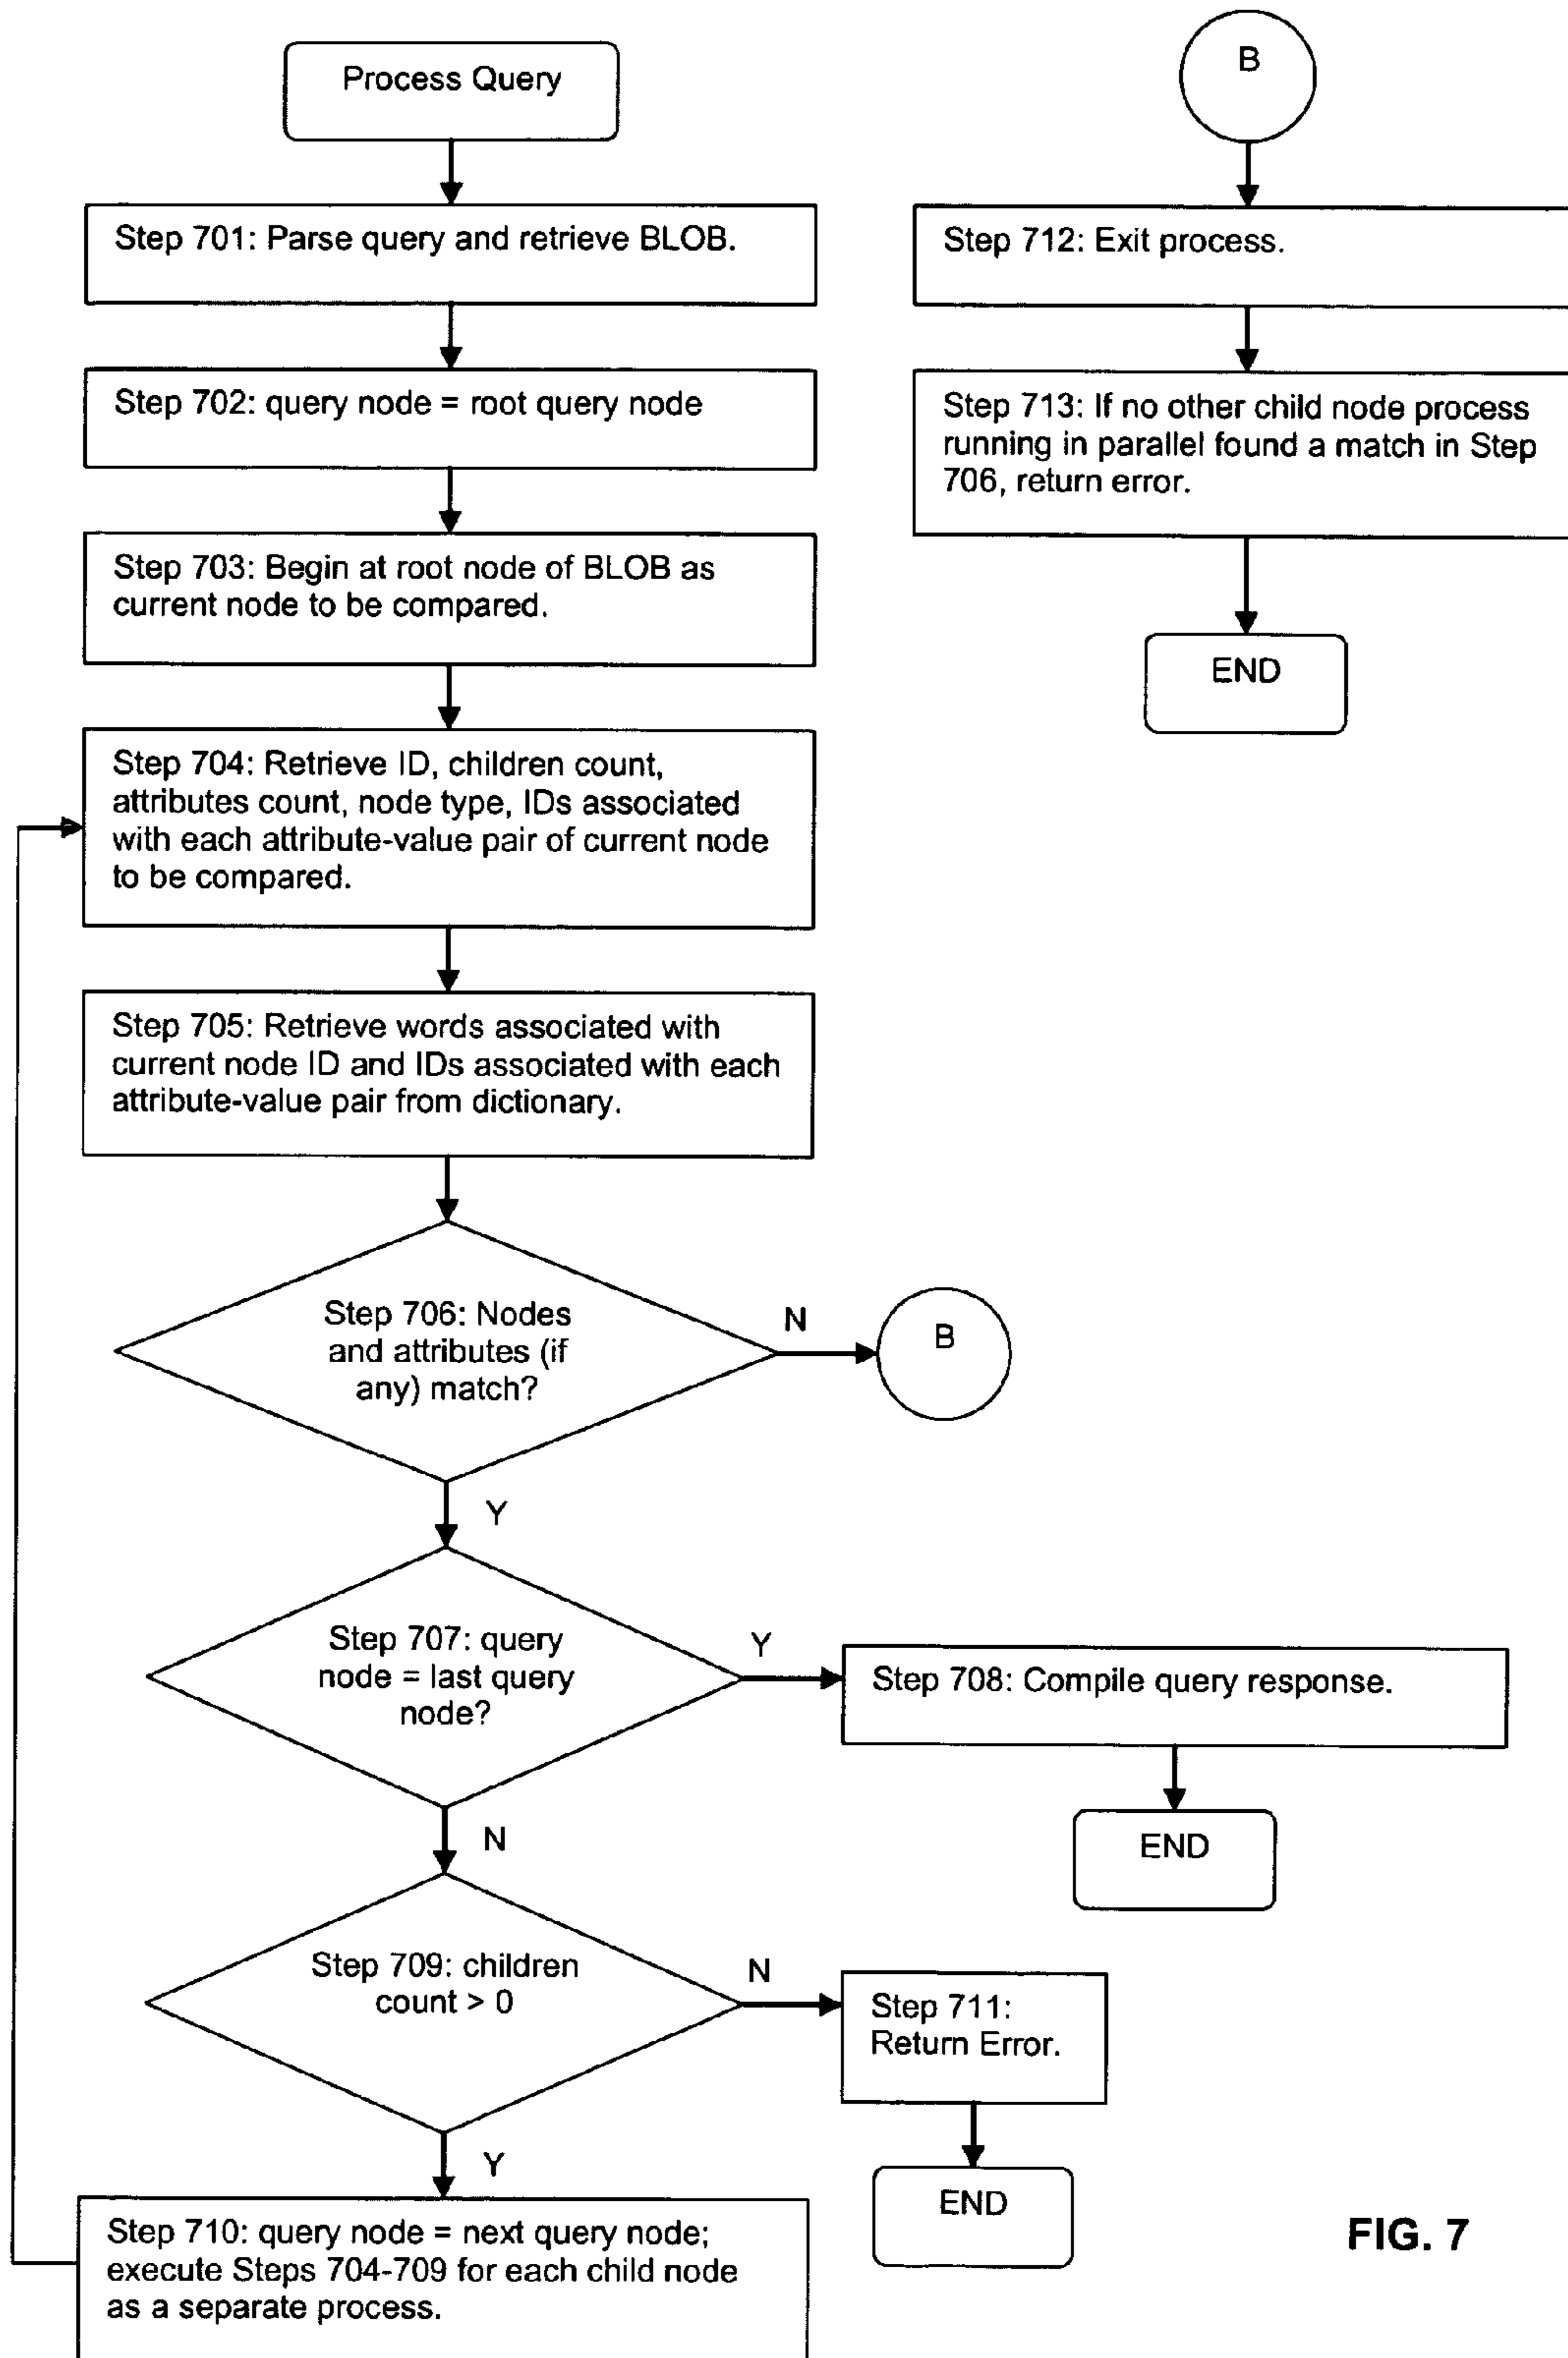 Process Query
Step 701: Parse query and retrieve BLOB.
Step 702: query node = root query node
Step 703: Begin at root node of BLOB as
current node to be compared.
Step 704: Retrieve ID, children count,
attributes count, node type, IDs associated
with each attribute-value pair of current node
to be compared.
Step 705: Retrieve words associated with
current node ID and IDs associated with each
attribute-value pair from dictionary.
Step 706: Nodes
and attributes (if
any) match?
N
B
Y
Step 707: query
node = last query
node?
Y
Step 708: Compile query response.
END
N
Step 709: children
count > 0
N
Step 711:
Return Error.
END
Y
Step 710: query node = next query node;
execute Steps 704-709 for each child node
as a separate process.
B
Step 712: Exit process.
Step 713: If no other child node process
running in parallel found a match in Step
706, return error.
END
FIG. 7